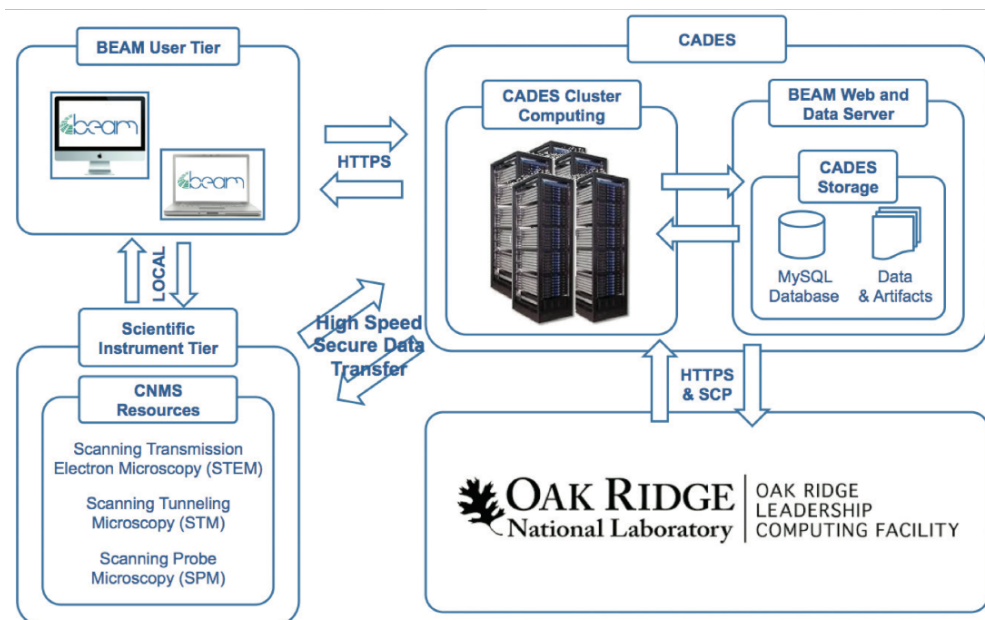 BEAM User Tier
beam
beam
HTTPS
LOCAL
Scientific
Instrument Tier
CNMS
Resources
Scanning Transmission
Electron Microscopy (STEM)
Scanning Tunneling
Microscopy (STM)
Scanning Probe
Microscopy (SPM)
High Speed
Secure Data
Transfer
CADES
CADES Cluster
Computing
BEAM Web and
Data Server
CADES
Storage
MySQL
Database
Data
& Artifacts
HTTPS
& SCP
OAK RIDGE
National Laboratory
OAK RIDGE
LEADERSHIP
COMPUTING FACILITY